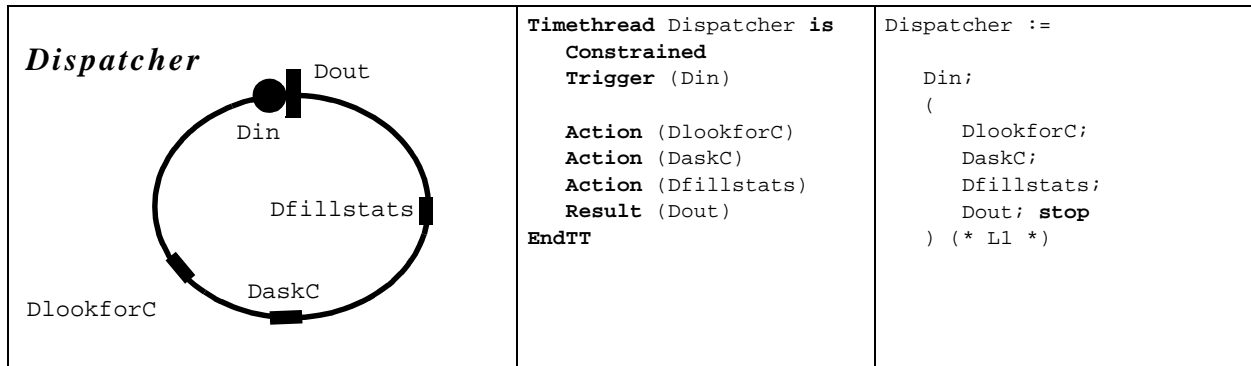 Dispatcher
Dout
Din
Dfillstats
DaskC
DlookforC
Timethread Dispatcher is
Constrained
Trigger (Din)
Action (DlookforC)
Action (DaskC)
Action (Dfillstats)
Result (Dout)
EndTT
Dispatcher :=
Din;
(
DlookforC;
DaskC;
Dfillstats;
Dout; stop
) (* L1 *)